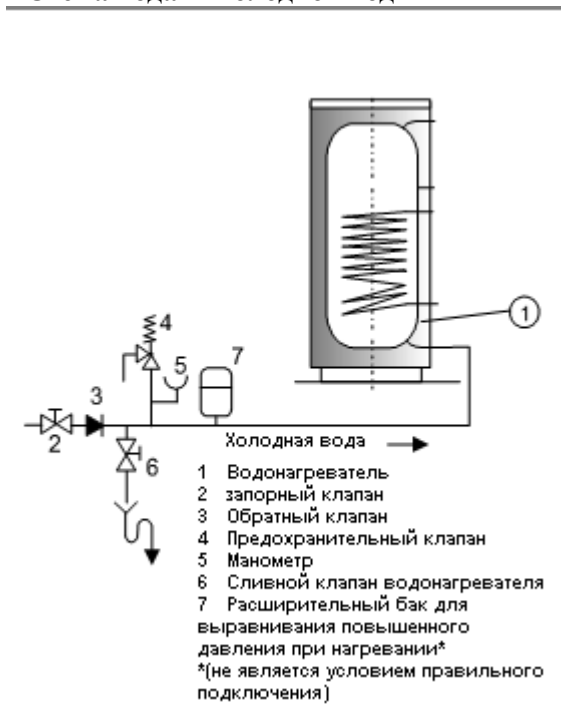 4
5
7
1
3
2
6
Холодная вода
1 Водонагреватель
2 запорный клапан
3 Обратный клапан
4 Предохранительный клапан
5 Манометр
6 Сливной клапан водонагревателя
7 Расширительный бак для
выравнивания повышенного
давления при нагревании*
*(не является условием правильного
подключения)